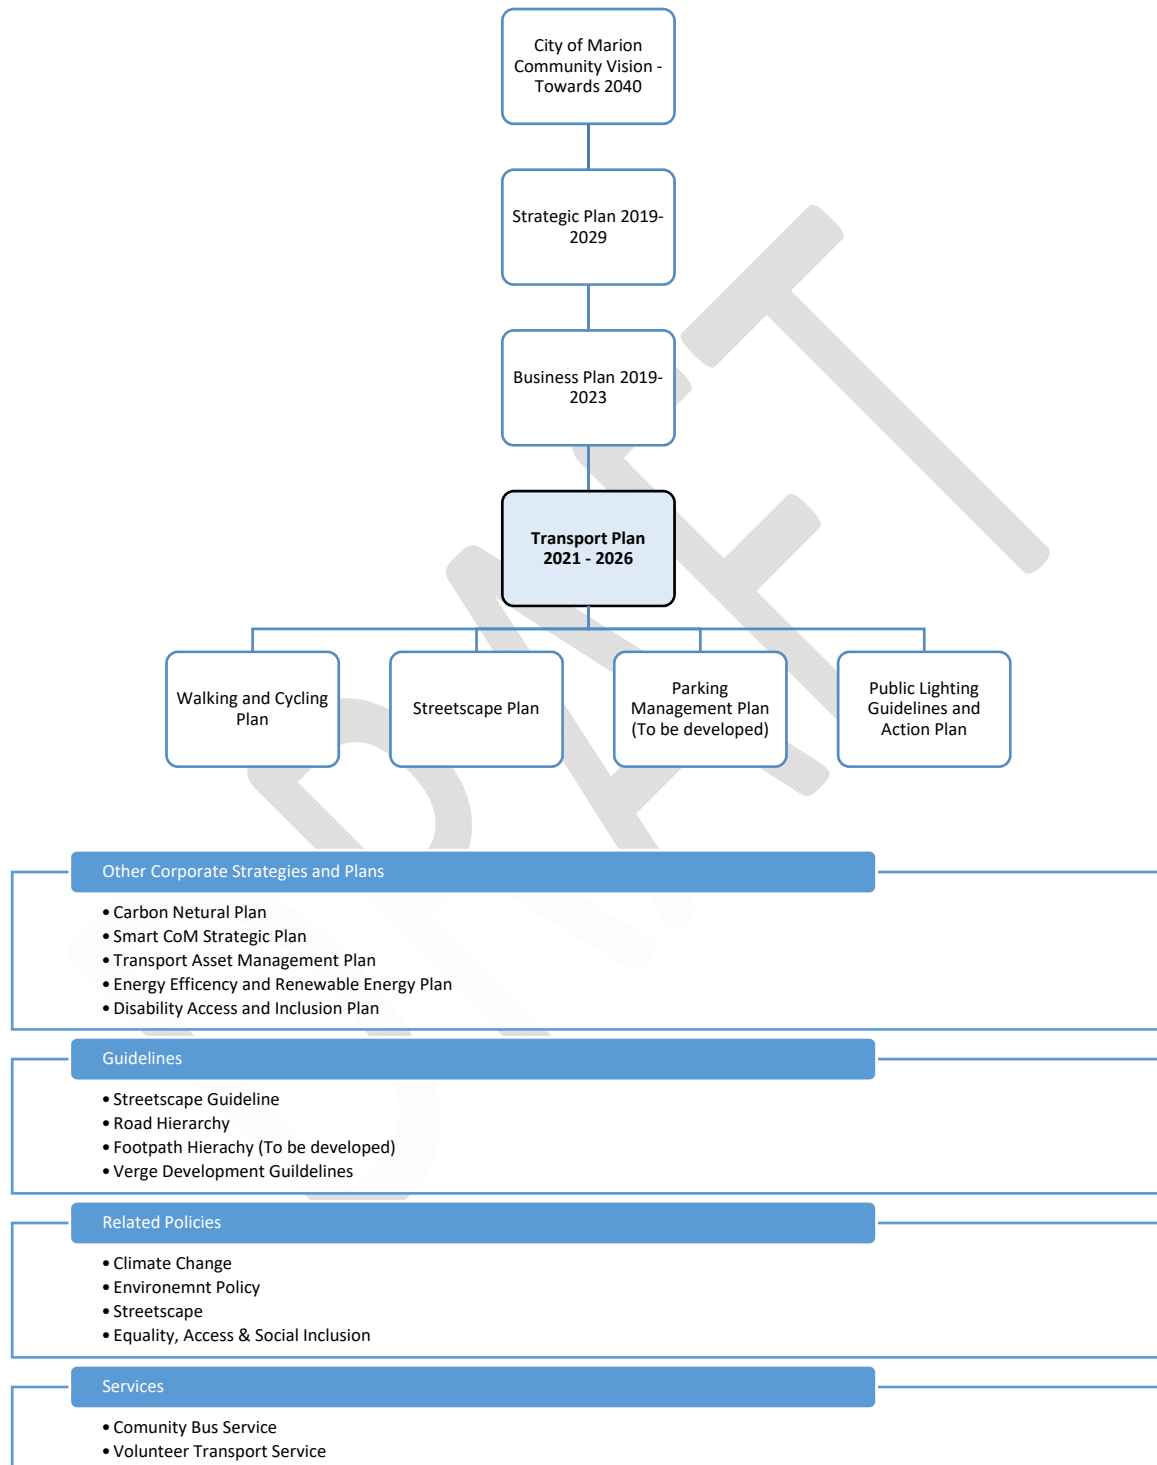 City of Marion
Community Vision -
Towards 2040
Strategic Plan 2019-
2029
Business Plan 2019-
2023
Transport Plan
2021 - 2026
Walking and Cycling
Plan
Streetscape Plan
Parking
Management Plan
(To be developed)
Public Lighting
Guidelines and
Action Plan
DRAFT
Other Corporate Strategies and Plans
• Carbon Netural Plan
• Smart CoM Strategic Plan
• Transport Asset Management Plan
• Energy Efficency and Renewable Energy Plan
• Disability Access and Inclusion Plan
Guidelines
• Streetscape Guideline
• Road Hierarchy
• Footpath Hierachy (To be developed)
• Verge Development Guildelines
Related Policies
• Climate Change
• Environemnt Policy
• Streetscape
• Equality, Access & Social Inclusion
Services
• Comunity Bus Service
• Volunteer Transport Service